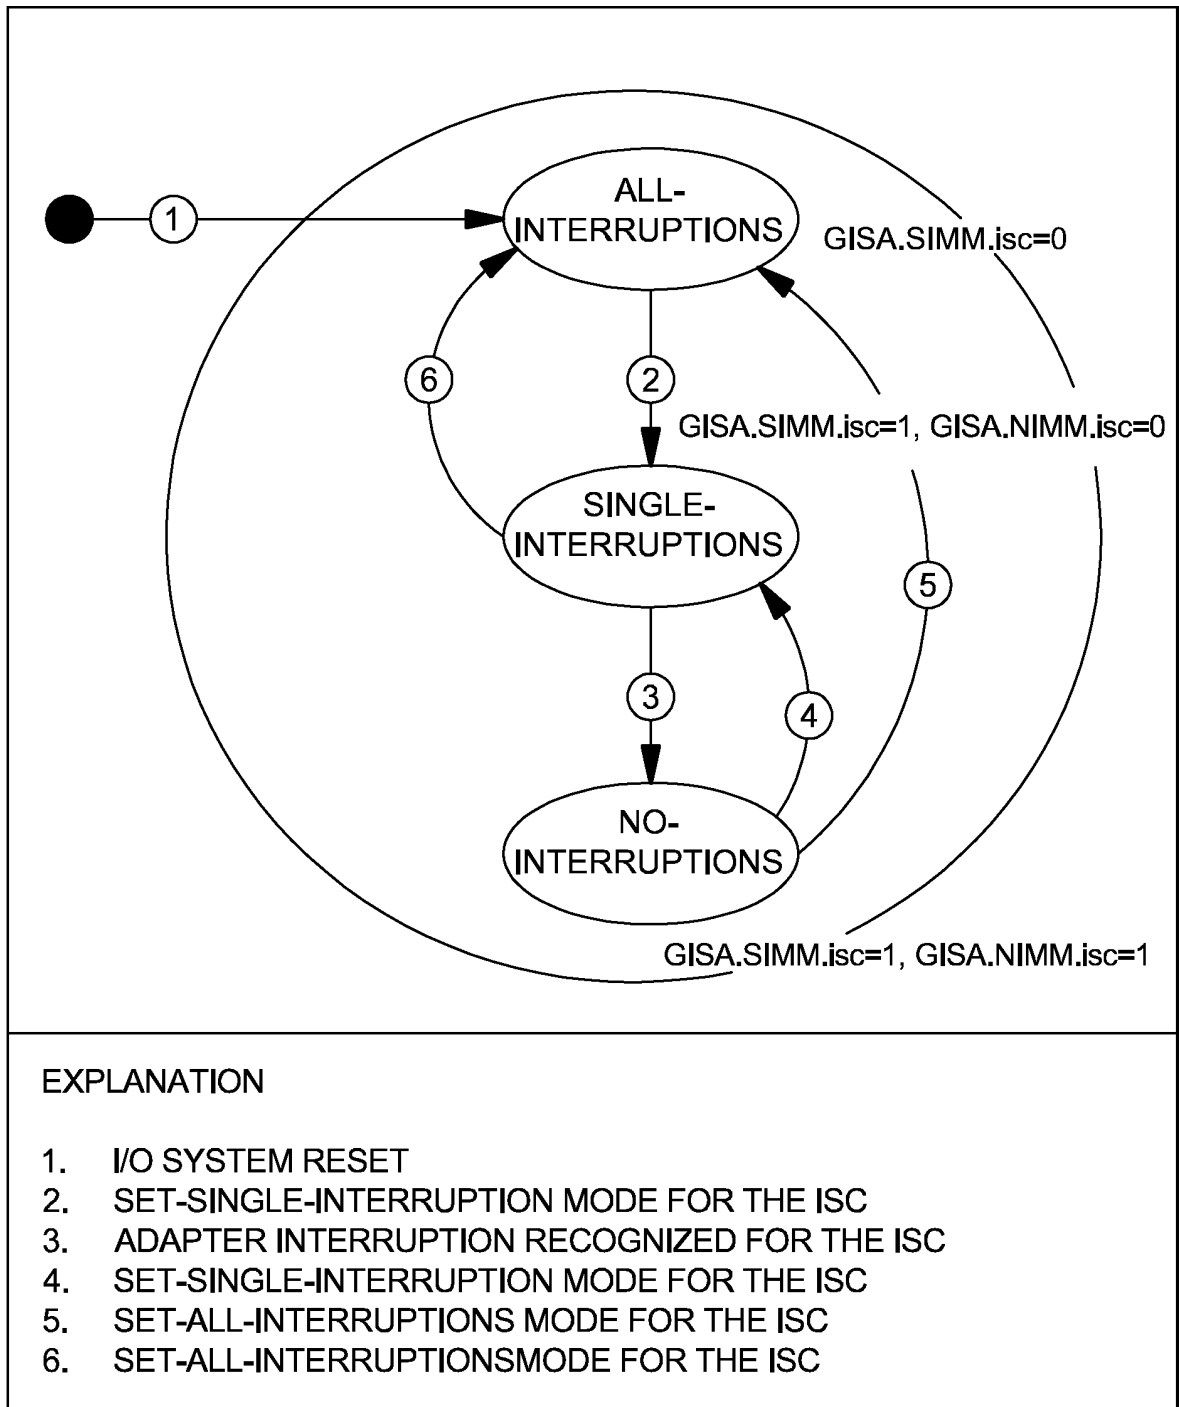 ALL-
INTERRUPTIONS
1
GISA.SIMM.isc=0
6
2
GISA.SIMM.isc=1, GISA.NIMM.isc=0
SINGLE-
INTERRUPTIONS
5
3
4
NO-
INTERRUPTIONS
GISA.SIMM.isc=1, GISA.NIMM.isc=1
EXPLANATION
1. I/O SYSTEM RESET
2. SET-SINGLE-INTERRUPTION MODE FOR THE ISC
3. ADAPTER INTERRUPTION RECOGNIZED FOR THE ISC
4. SET-SINGLE-INTERRUPTION MODE FOR THE ISC
5. SET-ALL-INTERRUPTIONS MODE FOR THE ISC
6. SET-ALL-INTERRUPTIONSMODE FOR THE ISC